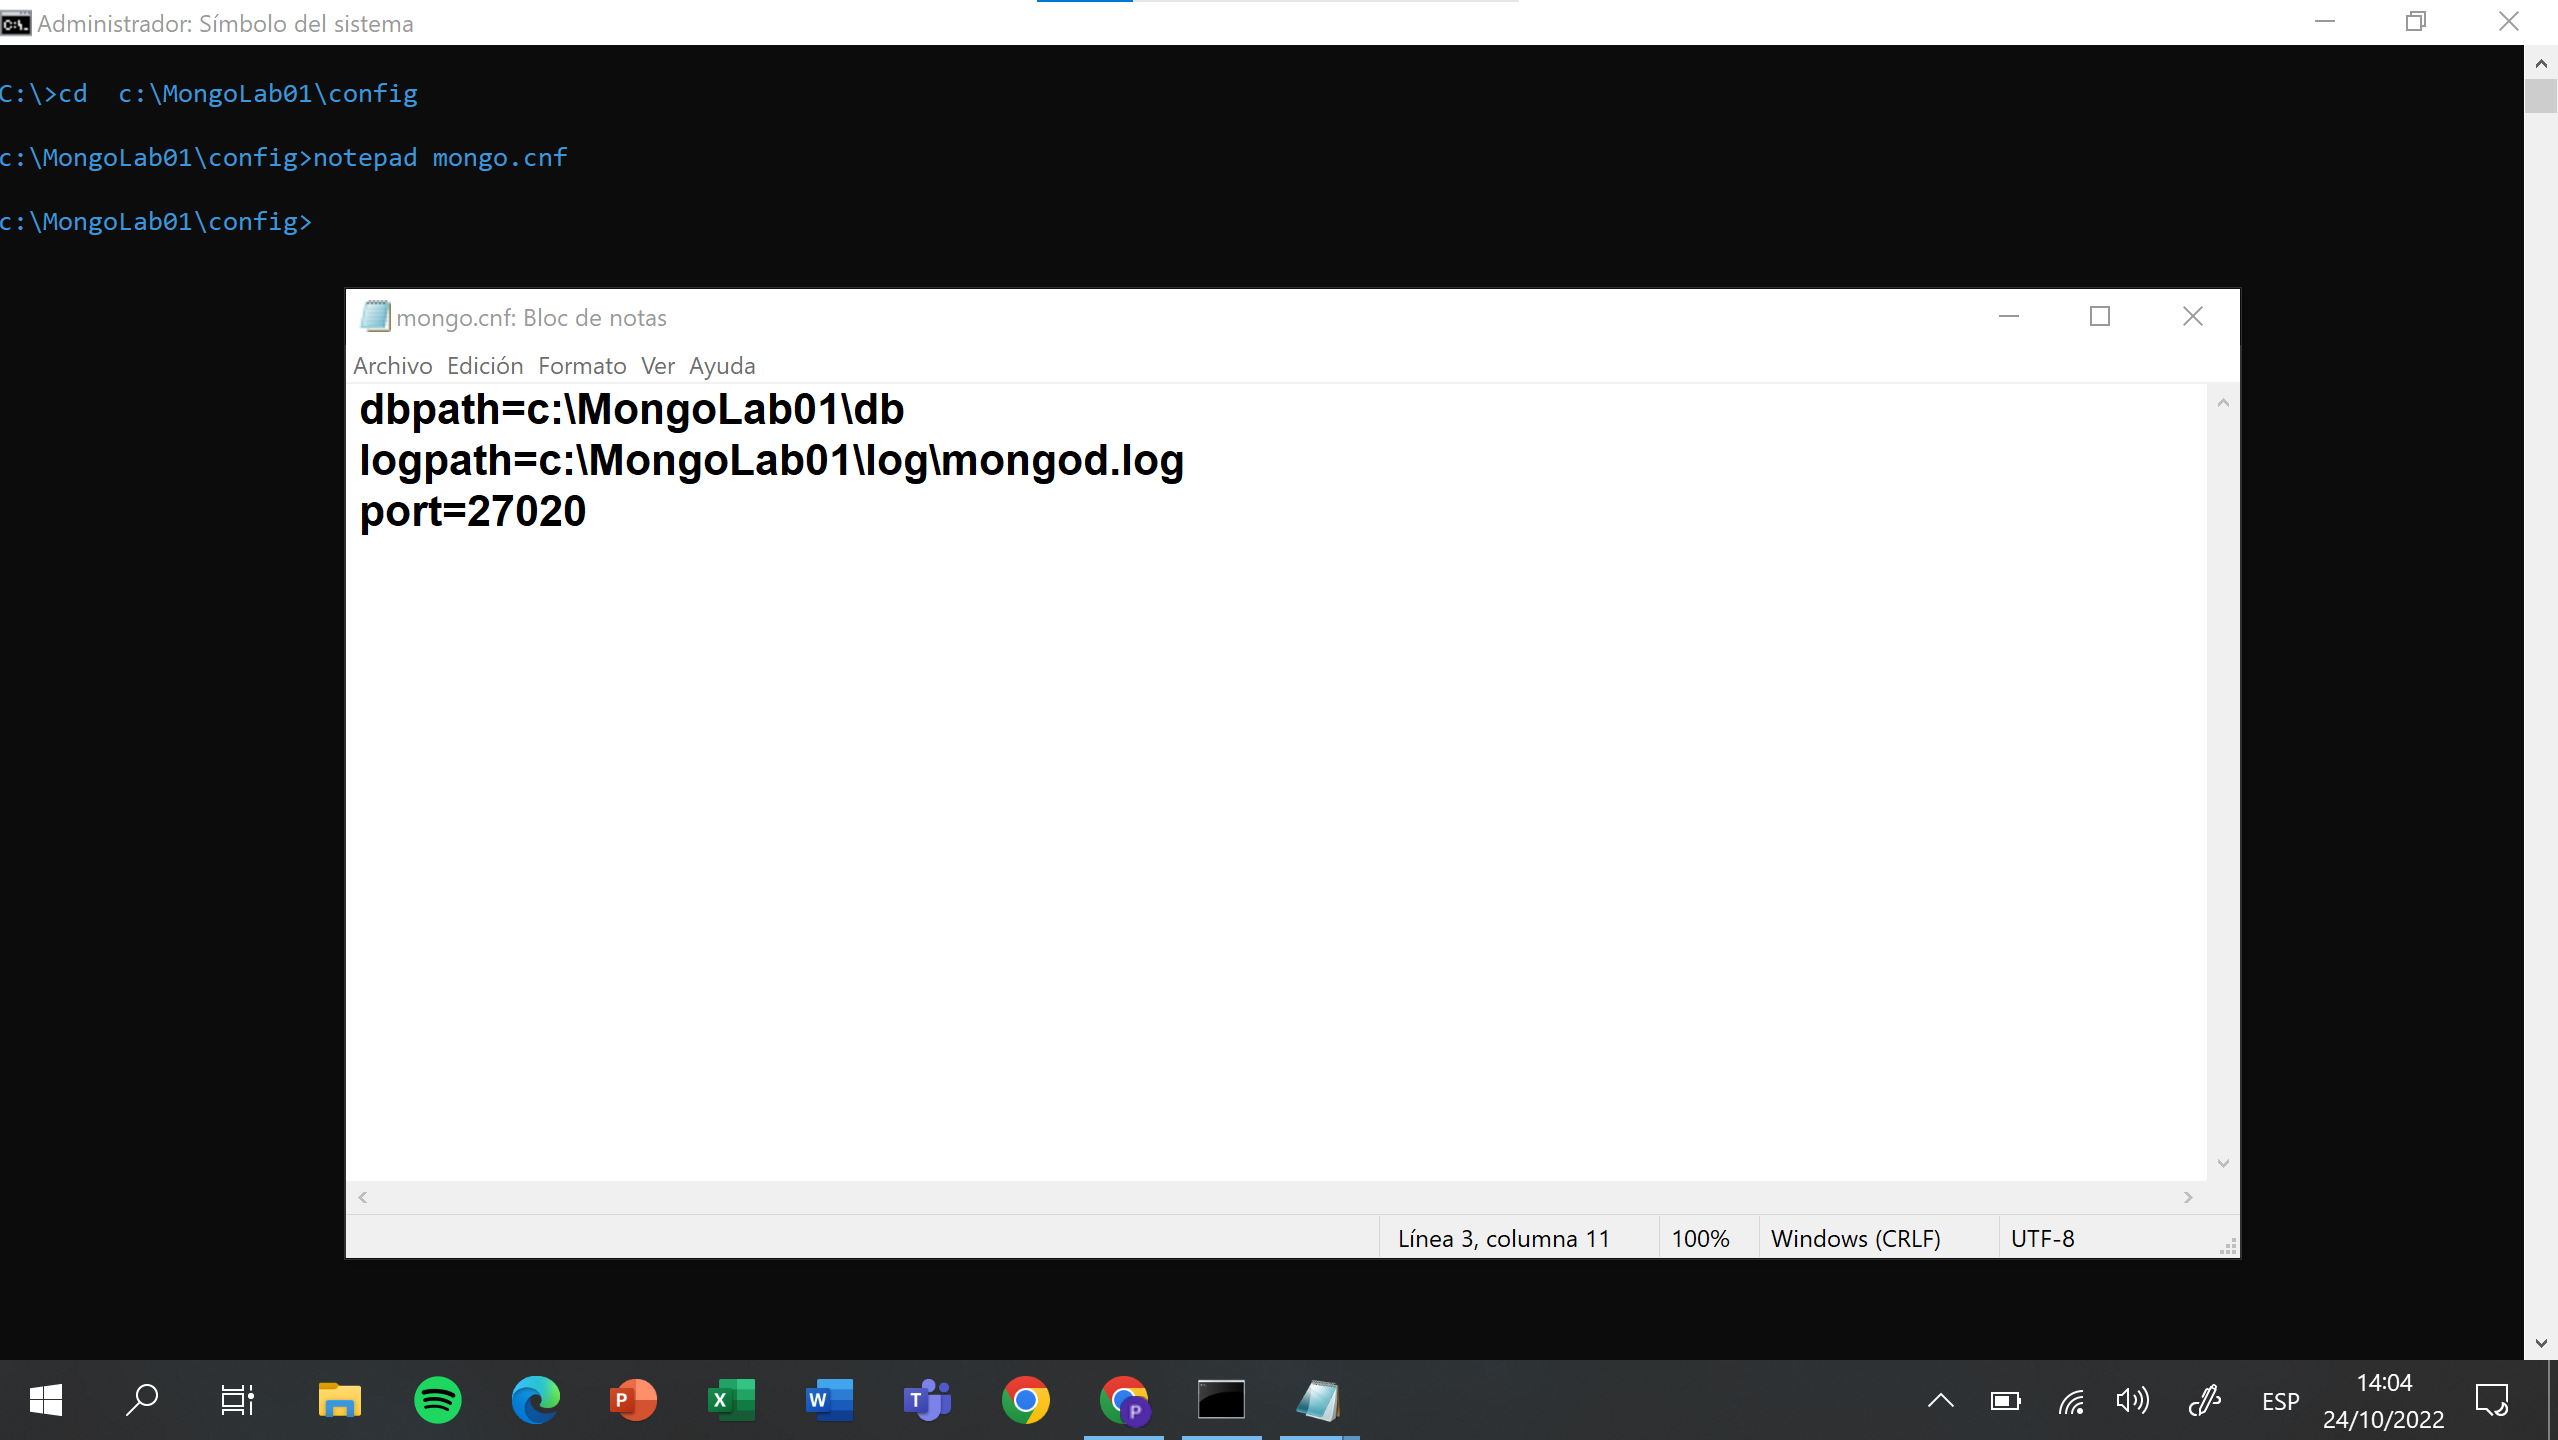 Administrador: Símbolo del sistema
C:\>cd  c:\MongoLab01\config
c:\MongoLab01\config>notepad mongo.cnf
c:\MongoLab01\config>
mongo.cnf: Bloc de notas
Archivo Edición Formato Ver Ayuda
dbpath=c:\MongoLab01\db
logpath=c:\MongoLab01\log\mongod.log
port=27020
Línea 3, columna 11 100% Windows (CRLF) UTF-8
ESP
14:04
24/10/2022